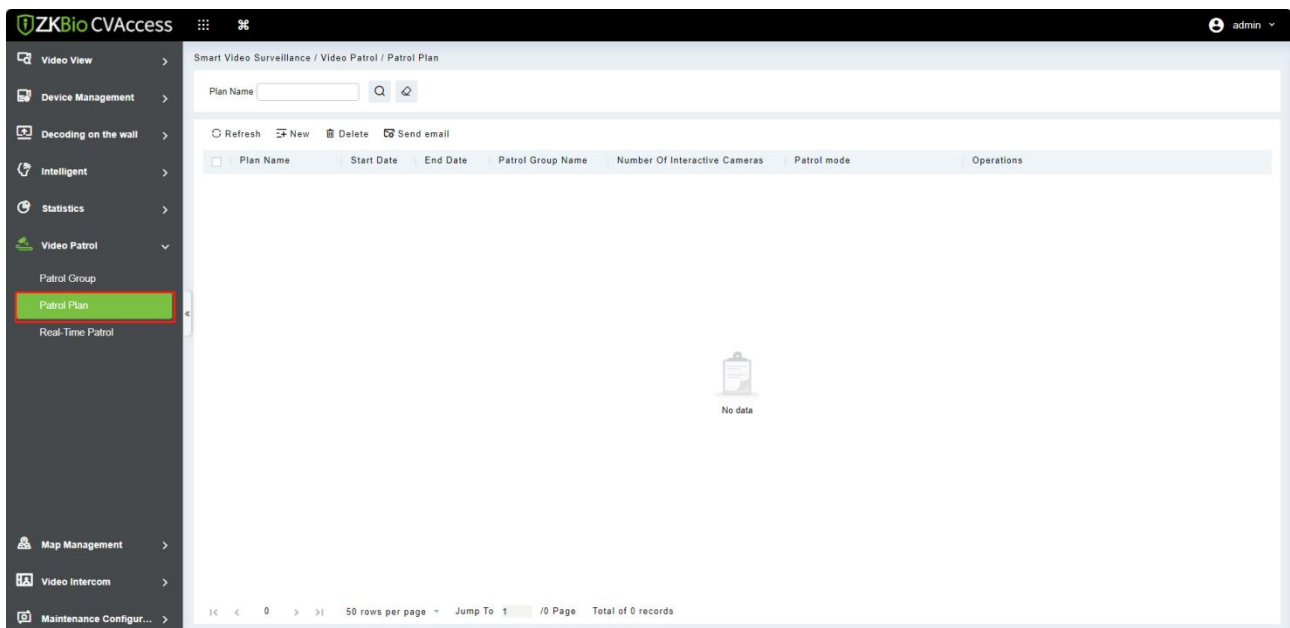 ZKBio CVAccess
admin
Video View
Device Management
Decoding on the wall
Intelligent
Statistics
Video Patrol
Patrol Group
Patrol Plan
Real-Time Patrol
Map Management
Video Intercom
Maintenance Configur...
Smart Video Surveillance / Video Patrol / Patrol Plan
Plan Name
Refresh New Delete Send email
Plan Name Start Date End Date Patrol Group Name Number Of Interactive Cameras Patrol mode Operations
No data
0 50 rows per page Jump To 1 /0 Page Total of 0 records